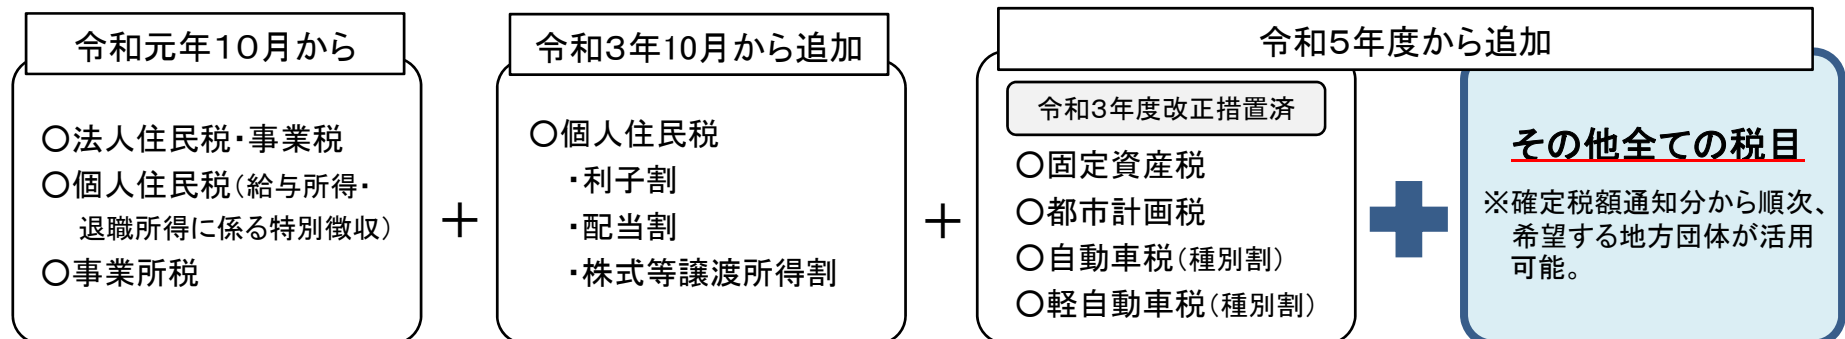 令和元年10月から
〇法人住民税・事業税
〇個人住民税(給与所得・
退職所得に係る特別徴収)
〇事業所税
+
令和3年10月から追加
〇個人住民税
・利子割
・配当割
・株式等譲渡所得割
+
令和5年度から追加
令和3年度改正措置済
〇固定資産税
〇都市計画税
〇自動車税(種別割)
〇軽自動車税(種別割)
その他全ての税目
※確定税額通知分から順次、
希望する地方団体が活用
可能。